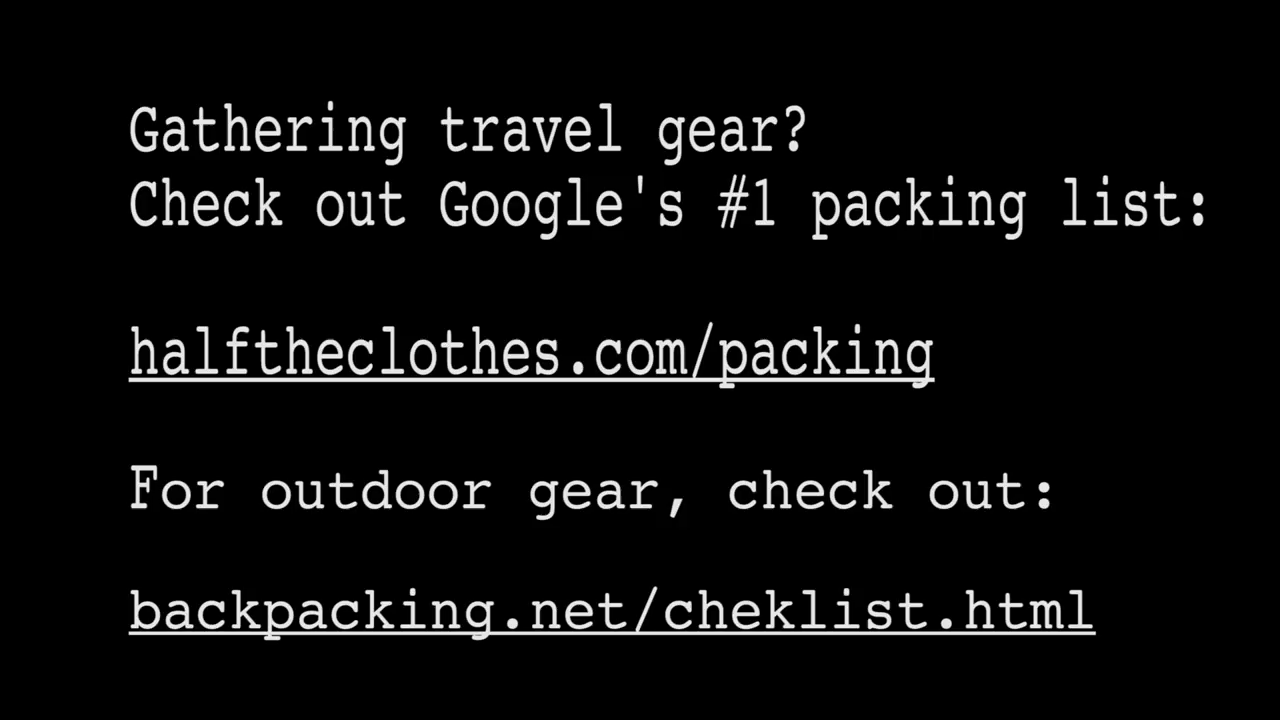 Gathering travel gear?
Check out Google's #1 packing list:
halftheclothes.com/packing
For outdoor gear, check out:
backpacking.net/cheklist.html